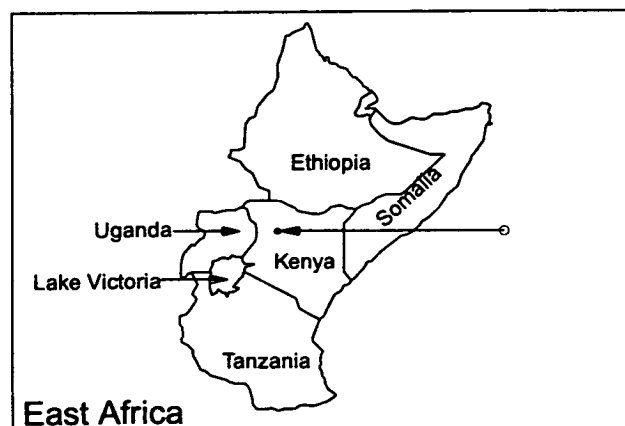 Ethiopia
Somalia
Uganda
Kenya
Lake Victoria
Tanzania
East Africa